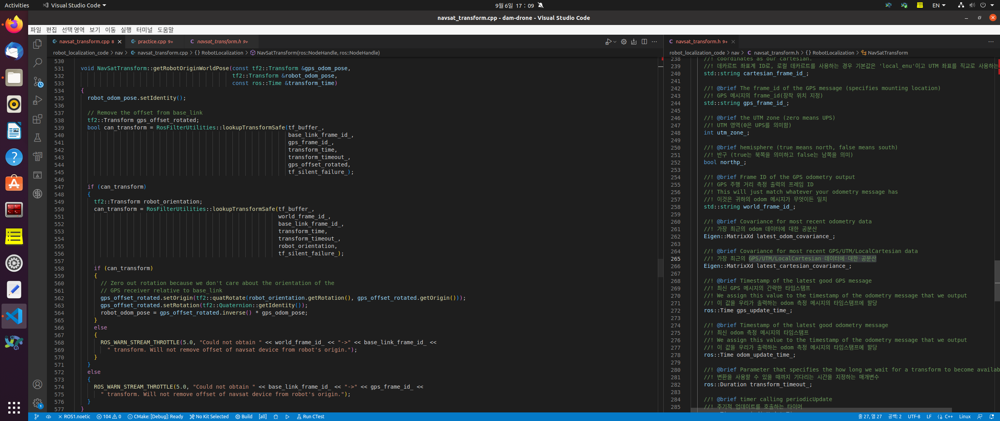 Activities
Visual Studio Code
9월 6일 17 : 09
EN
navsat_transform.cpp - dam-drone - Visual Studio Code
파일 편집 선택 영역 보기 이동 실행 터미널 도움말
navsat_transform.cpp 8
practice.cpp 9+
navsat_transform.h 9+
robot_localization_code > nav > navsat_transform.cpp > {} RobotLocalization > NavSatTransform(ros::NodeHandle, ros::NodeHandle)
530
531 void NavSatTransform::getRobotOriginWorldPose(const tf2::Transform &gps_odom_pose,
532 tf2::Transform &robot_odom_pose,
533 const ros::Time &transform_time)
534 {
535 robot_odom_pose.setIdentity();
536
537 // Remove the offset from base_link
538 tf2::Transform gps_offset_rotated;
539 bool can_transform = RosFilterUtilities::lookupTransformSafe(tf_buffer_,
540 base_link_frame_id_,
541 gps_frame_id_,
542 transform_time,
543 transform_timeout_,
544 gps_offset_rotated,
545 tf_silent_failure_);
546
547 if (can_transform)
548 {
549 tf2::Transform robot_orientation;
550 can_transform = RosFilterUtilities::lookupTransformSafe(tf_buffer_,
551 world_frame_id_,
552 base_link_frame_id_,
553 transform_time,
554 transform_timeout_,
555 robot_orientation,
556 tf_silent_failure_);
557
558 if (can_transform)
559 {
560 // Zero out rotation because we don't care about the orientation of the
561 // GPS receiver relative to base_link
562 gps_offset_rotated.setOrigin(tf2::quatRotate(robot_orientation.getRotation(), gps_offset_rotated.getOrigin()));
563 gps_offset_rotated.setRotation(tf2::Quaternion::getIdentity());
564 robot_odom_pose = gps_offset_rotated.inverse() * gps_odom_pose;
565 }
566 else
567 {
568 ROS_WARN_STREAM_THROTTLE(5.0, "Could not obtain " << world_frame_id_ << "->" << base_link_frame_id_ <<
569 " transform. Will not remove offset of navsat device from robot's origin.");
570 }
571 }
572 else
573 {
574 ROS_WARN_STREAM_THROTTLE(5.0, "Could not obtain " << base_link_frame_id_ << "->" << gps_frame_id_ <<
575 " transform. Will not remove offset of navsat device from robot's origin.");
576 }
577 }
navsat_transform.h 9+
robot_localization_code > nav > navsat_transform.h > {} RobotLocalization > NavSatTransform
238 //! coordinates as our cartesian.
239 //! 데카르트 좌표계 ID로, 로컬 데카르트를 사용하는 경우 기본값은 'local_enu'이고 UTM 좌표를 직교로 사용하는
240 std::string cartesian_frame_id_;
241
242 //! @brief The frame_id of the GPS message (specifies mounting location)
243 //! GPS 메시지의 frame_id(장착 위치 지정)
244 std::string gps_frame_id_;
245
246 //! @brief the UTM zone (zero means UPS)
247 //! UTM 영역(0은 UPS를 의미함)
248 int utm_zone_;
249
250 //! @brief hemisphere (true means north, false means south)
251 //! 반구 (true는 북쪽을 의미하고 false는 남쪽을 의미)
252 bool northp_;
253
254 //! @brief Frame ID of the GPS odometry output
255 //! GPS 주행 거리 측정 출력의 프레임 ID
256 //! This will just match whatever your odometry message has
257 //! 이것은 귀하의 odom 메시지가 무엇이든 일치
258 std::string world_frame_id_;
259
260 //! @brief Covariance for most recent odometry data
261 //! 가장 최근의 odom 데이터에 대한 공분산
262 Eigen::MatrixXd latest_odom_covariance_;
263
264 //! @brief Covariance for most recent GPS/UTM/LocalCartesian data
265 //! 가장 최근의 GPS/UTM/LocalCartesian 데이터에 대한 공분산
266 Eigen::MatrixXd latest_cartesian_covariance_;
267
268 //! @brief Timestamp of the latest good GPS message
269 //! 최신 GPS 메시지의 간략한 타임스탬프
270 //! We assign this value to the timestamp of the odometry message that we output
271 //! 이 값을 우리가 출력하는 odom 측정 메시지의 타임스탬프에 할당
272 ros::Time gps_update_time_;
273
274 //! @brief Timestamp of the latest good odometry message
275 //! 최신 odom 측정 메시지의 타임스탬프
276 //! We assign this value to the timestamp of the odometry message that we output
277 //! 이 값을 우리가 출력하는 odom 측정 메시지의 타임스탬프에 할당
278 ros::Time odom_update_time_;
279
280 //! @brief Parameter that specifies the how long we wait for a transform to become availab
281 //! 변환을 사용할 수 있을 때까지 기다리는 시간을 지정하는 매개변수
282 ros::Duration transform_timeout_;
283
284 //! @brief timer calling periodicUpdate
285 //! 주기적 업데이트를 호출하는 타이머
1
ROS1.noetic 104 0 CMake: [Debug]: Ready No Kit Selected Build [all] Run CTest
줄 27, 열 27 공백: 2 UTF-8 LF C++ Linux